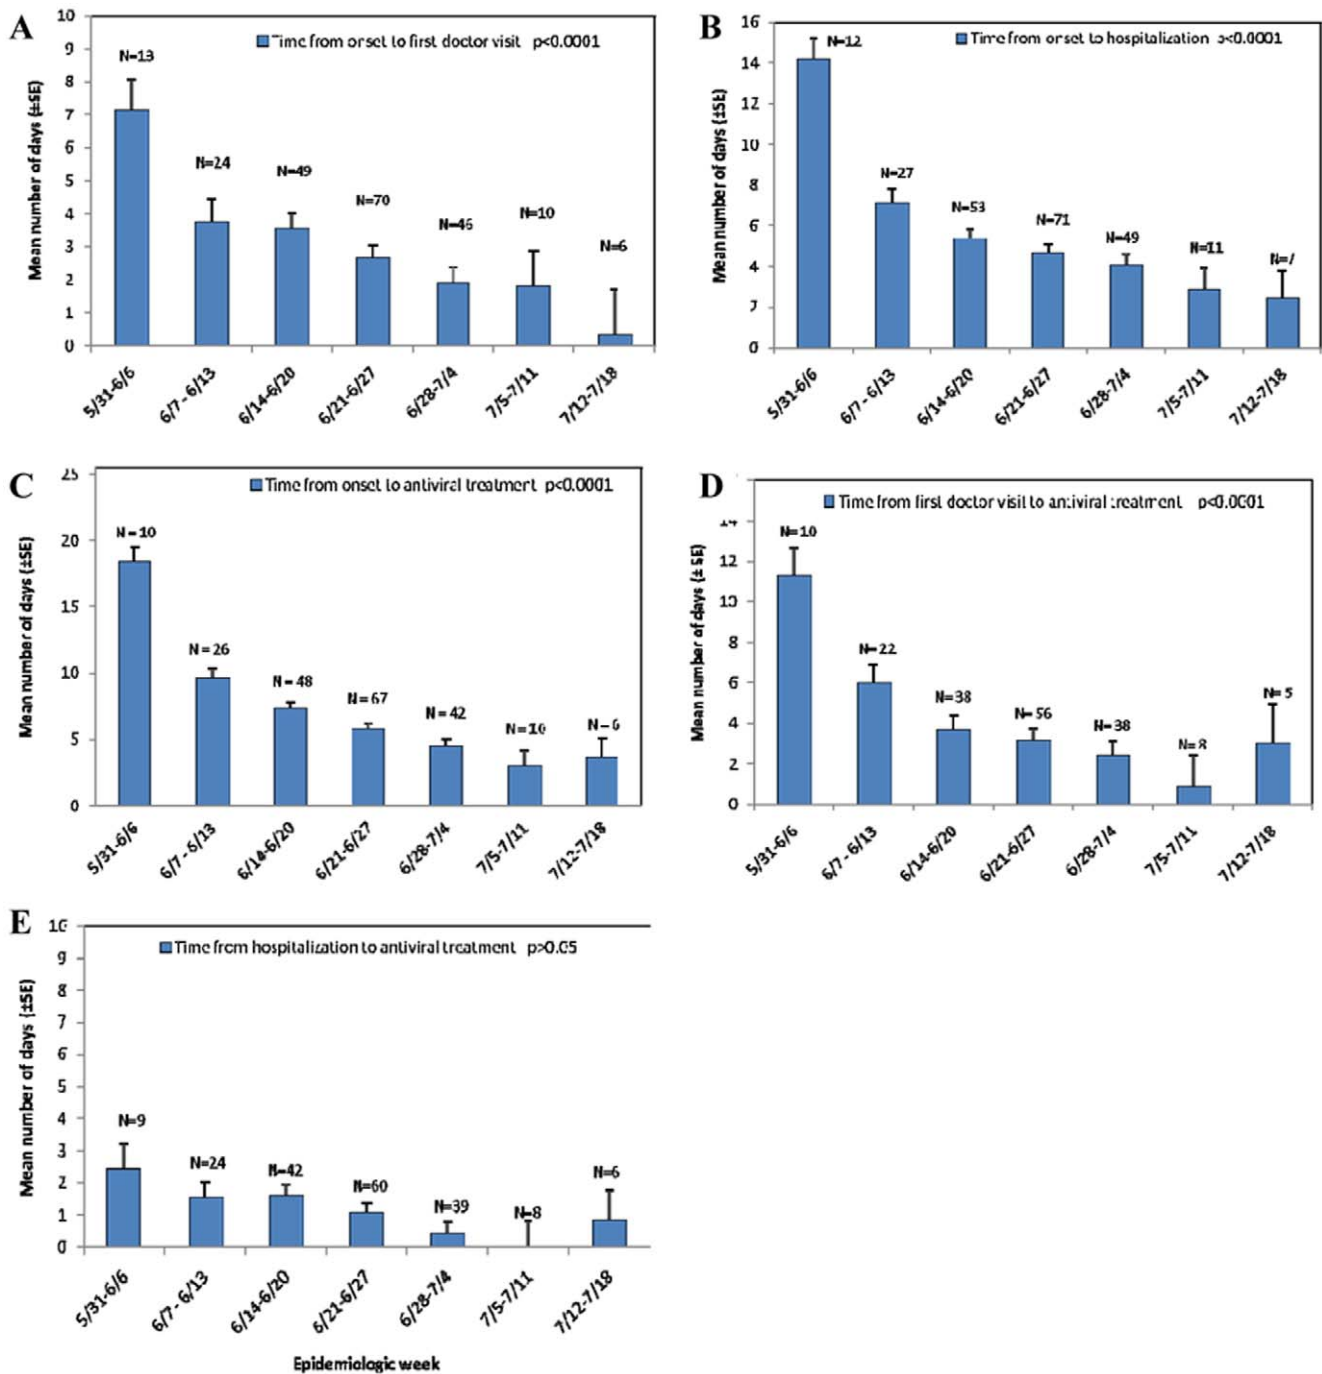 A
Time from onset to first doctor visit p<0.0001
Mean number of days (±SE)
10
9
8
7
6
5
4
3
2
1
0
N=13
N=24
N=49
N=70
N=46
N=10
N=6
5/31-6/6
6/7-6/13
6/14-6/20
6/21-6/27
6/28-7/4
7/5-7/11
7/12-7/18
B
Time from onset to hospitalization p<0.0001
Mean number of days (±SE)
16
14
12
10
8
6
4
2
0
N=12
N=27
N=53
N=71
N=49
N=11
N=7
5/31-6/6
6/7-6/13
6/14-6/20
6/21-6/27
6/28-7/4
7/5-7/11
7/12-7/18
C
Time from onset to antiviral treatment p<0.0001
Mean number of days (±SE)
25
20
15
10
5
0
N=10
N=26
N=48
N=67
N=42
N=10
N=6
5/31-6/6
6/7-6/13
6/14-6/20
6/21-6/27
6/28-7/4
7/5-7/11
7/12-7/18
D
Time from first doctor visit to antiviral treatment p<0.0001
Mean number of days (±SE)
14
12
10
8
6
4
2
0
N=10
N=22
N=38
N=56
N=38
N=8
N=5
5/31-6/6
6/7-6/13
6/14-6/20
6/21-6/27
6/28-7/4
7/5-7/11
7/12-7/18
E
Time from hospitalization to antiviral treatment p>0.05
Mean number of days (±SE)
10
9
8
7
6
5
4
3
2
1
0
N=9
N=24
N=42
N=60
N=39
N=8
N=6
5/31-6/6
6/7-6/13
6/14-6/20
6/21-6/27
6/28-7/4
7/5-7/11
7/12-7/18
Epidemiologic week